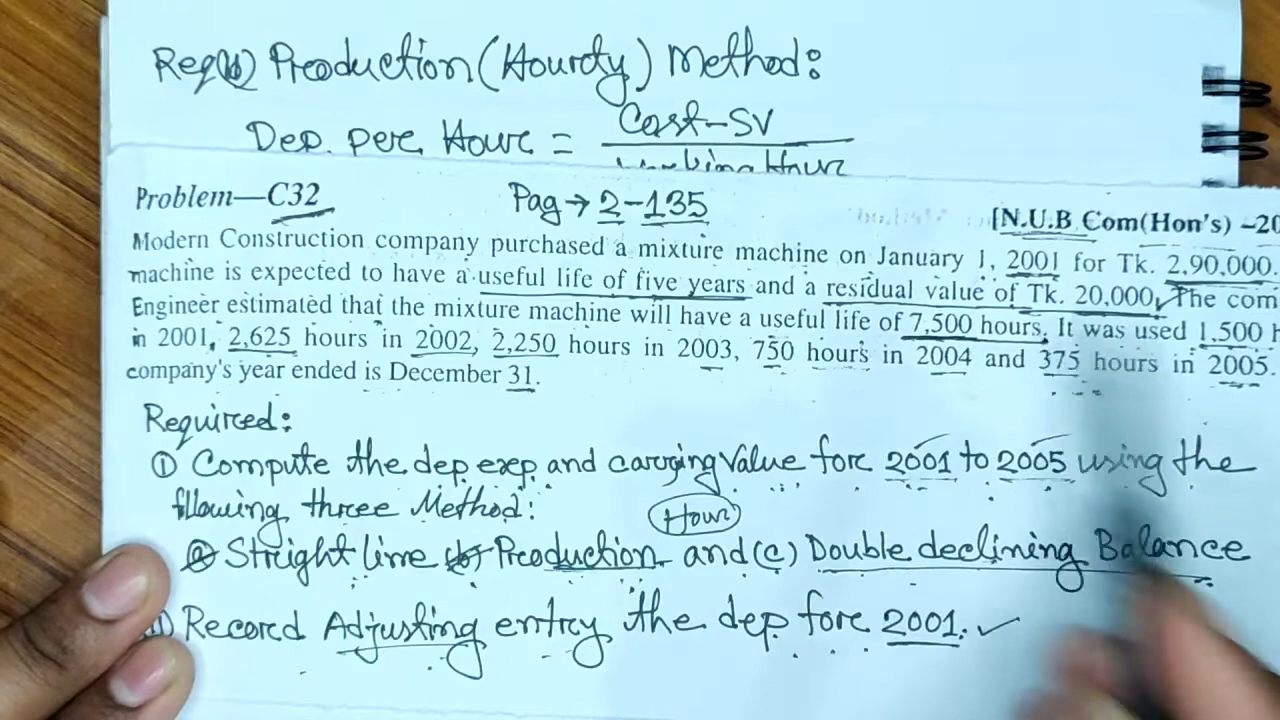 Req(b) Production (Hourly) Method:
Dep. per Hour = Cost-SV
Working Hour
Problem—C32 Pag→ 2-135 [N.U.B Com(Hon's) –20
Modern Construction company purchased a mixture machine on January 1, 2001 for Tk. 2,90,000.
machine is expected to have a useful life of five years and a residual value of Tk. 20,000. The com
Engineer estimated that the mixture machine will have a useful life of 7,500 hours. It was used 1,500 h
in 2001, 2,625 hours in 2002, 2,250 hours in 2003, 750 hours in 2004 and 375 hours in 2005.
company's year ended is December 31.
Required:
① Compute the dep exp and carrying value for 2001 to 2005 using the
following three Method:
(Hour)
(a) Streight line (b) Production and (c) Double declining Balance
Record Adjusting entry the dep for 2001.